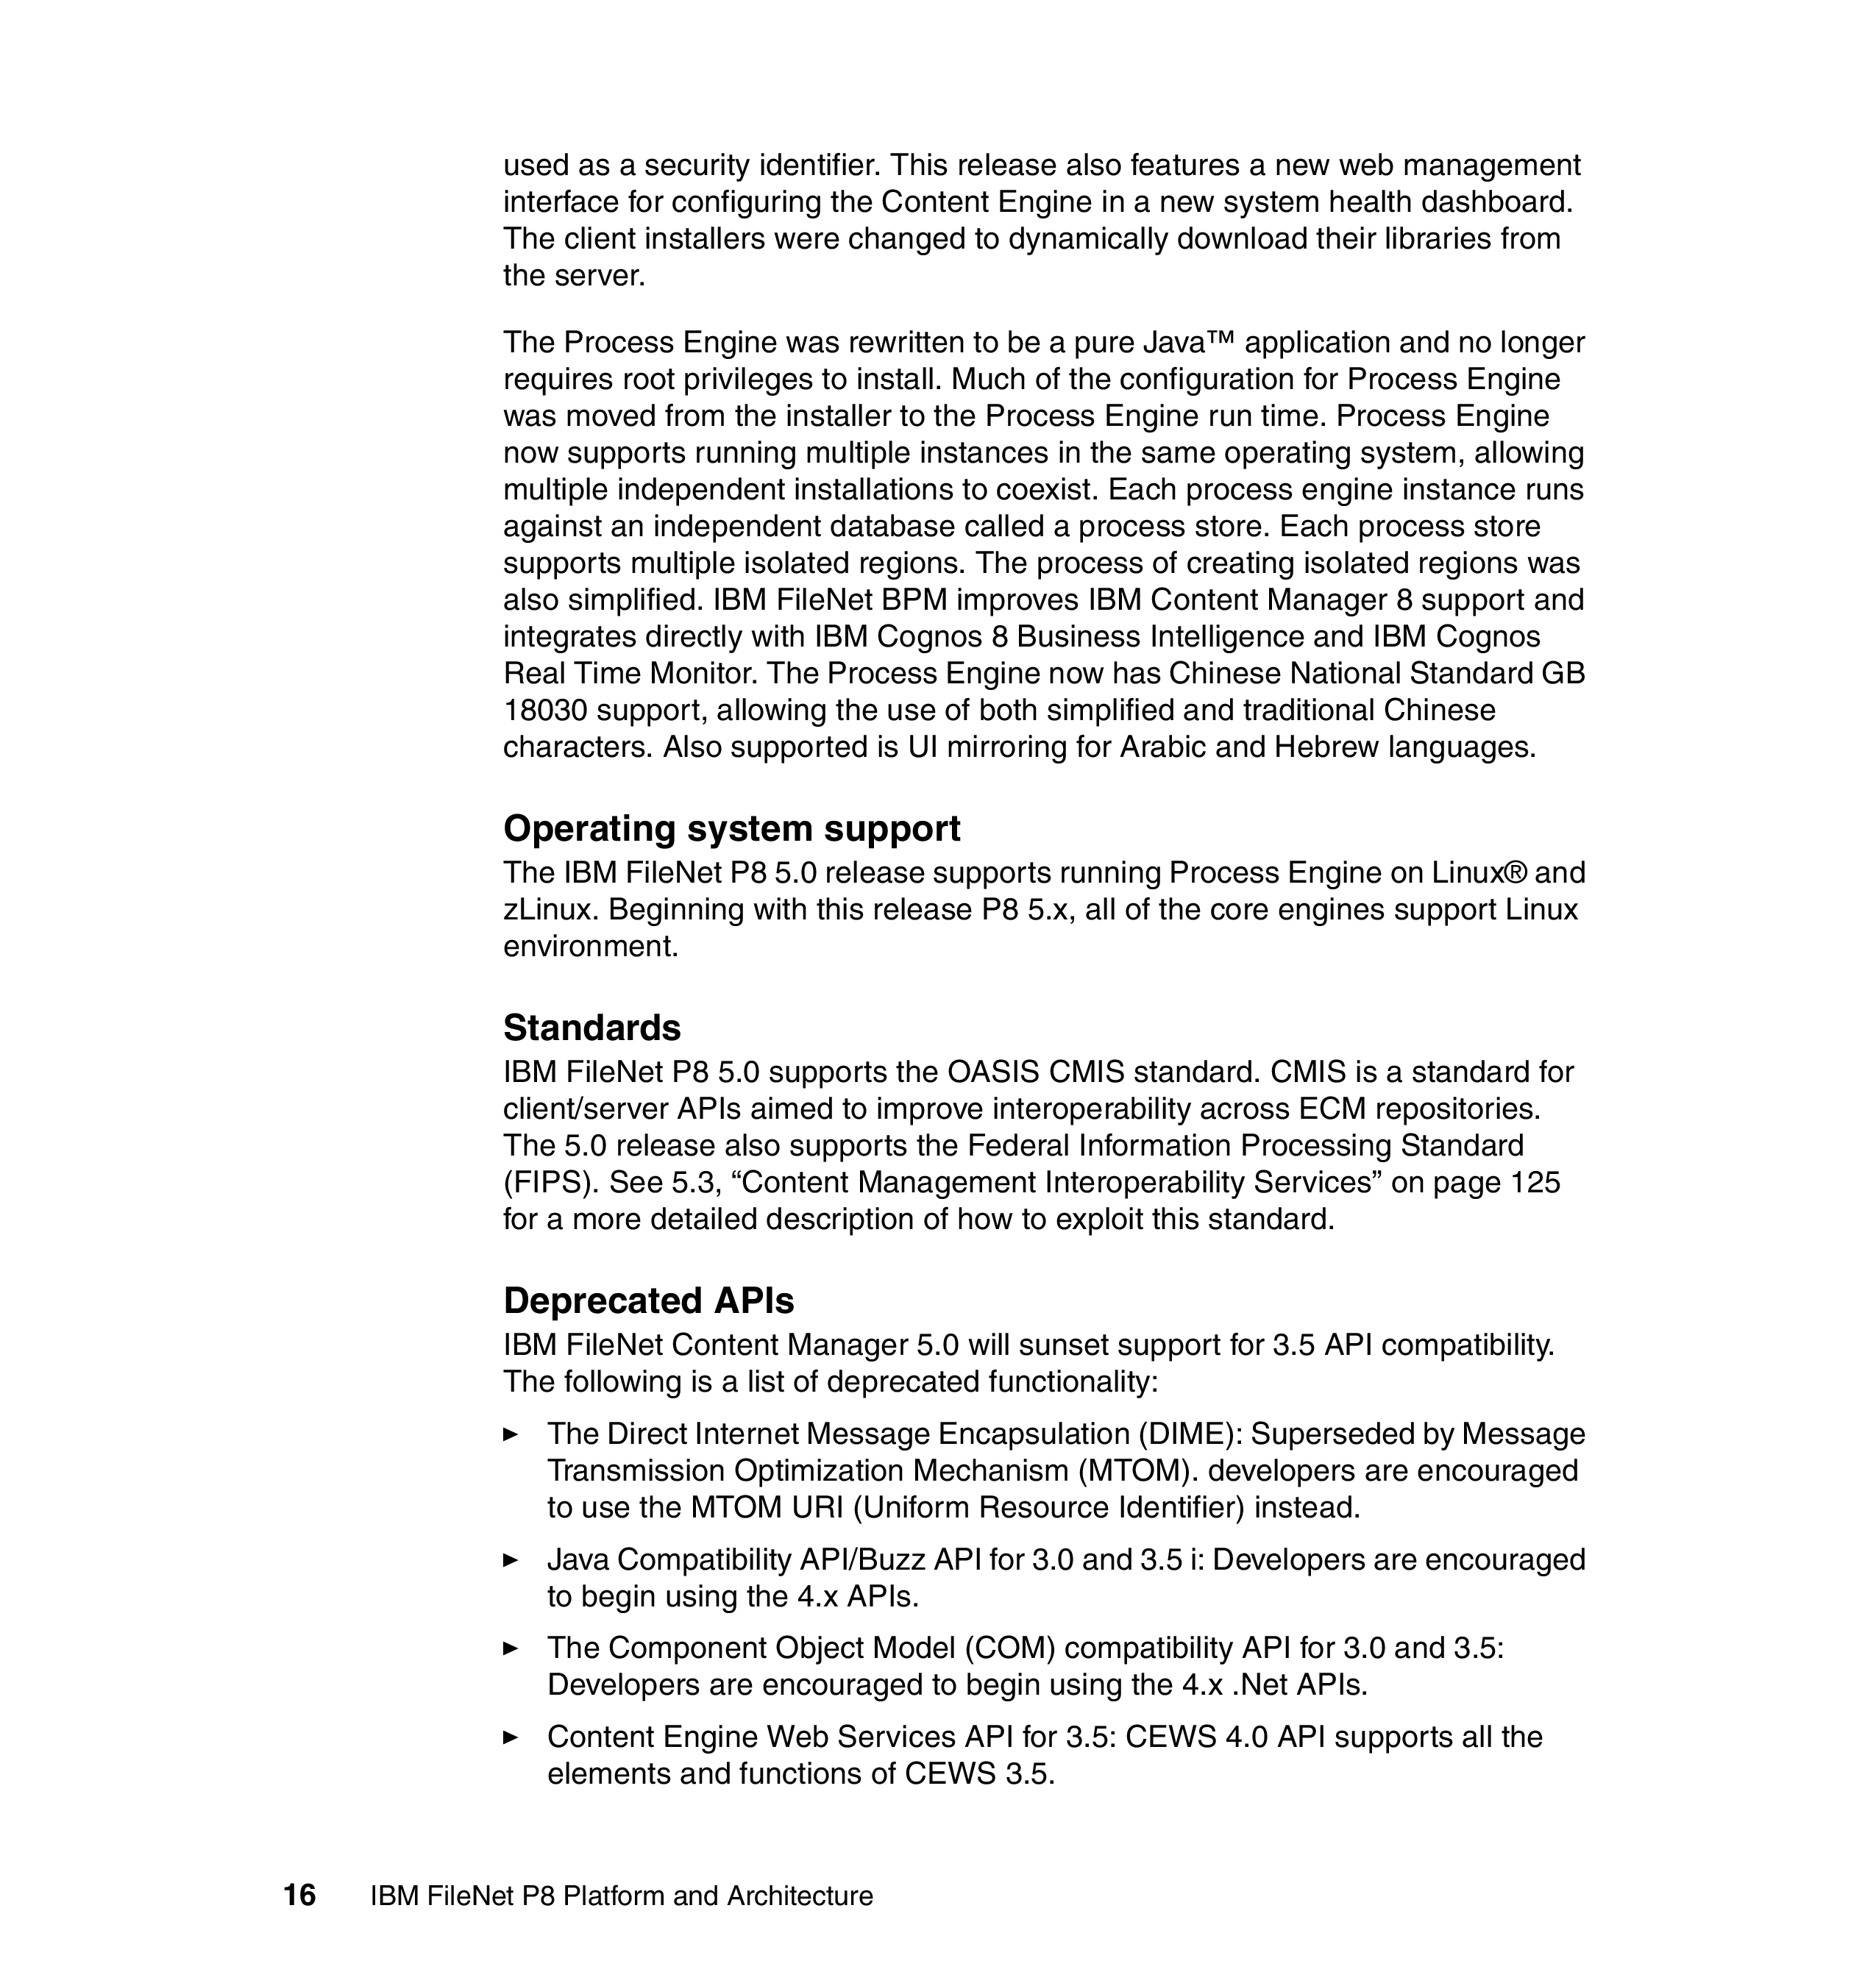 used as a security identifier. This release also features a new web management
interface for configuring the Content Engine in a new system health dashboard.
The client installers were changed to dynamically download their libraries from
the server.
The Process Engine was rewritten to be a pure Java™ application and no longer
requires root privileges to install. Much of the configuration for Process Engine
was moved from the installer to the Process Engine run time. Process Engine
now supports running multiple instances in the same operating system, allowing
multiple independent installations to coexist. Each process engine instance runs
against an independent database called a process store. Each process store
supports multiple isolated regions. The process of creating isolated regions was
also simplified. IBM FileNet BPM improves IBM Content Manager 8 support and
integrates directly with IBM Cognos 8 Business Intelligence and IBM Cognos
Real Time Monitor. The Process Engine now has Chinese National Standard GB
18030 support, allowing the use of both simplified and traditional Chinese
characters. Also supported is UI mirroring for Arabic and Hebrew languages.
Operating system support
The IBM FileNet P8 5.0 release supports running Process Engine on Linux® and
zLinux. Beginning with this release P8 5.x, all of the core engines support Linux
environment.
Standards
IBM FileNet P8 5.0 supports the OASIS CMIS standard. CMIS is a standard for
client/server APIs aimed to improve interoperability across ECM repositories.
The 5.0 release also supports the Federal Information Processing Standard
(FIPS). See 5.3, “Content Management Interoperability Services” on page 125
for a more detailed description of how to exploit this standard.
Deprecated APIs
IBM FileNet Content Manager 5.0 will sunset support for 3.5 API compatibility.
The following is a list of deprecated functionality:
► The Direct Internet Message Encapsulation (DIME): Superseded by Message
Transmission Optimization Mechanism (MTOM). developers are encouraged
to use the MTOM URI (Uniform Resource Identifier) instead.
► Java Compatibility API/Buzz API for 3.0 and 3.5 i: Developers are encouraged
to begin using the 4.x APIs.
► The Component Object Model (COM) compatibility API for 3.0 and 3.5:
Developers are encouraged to begin using the 4.x .Net APIs.
► Content Engine Web Services API for 3.5: CEWS 4.0 API supports all the
elements and functions of CEWS 3.5.
16 IBM FileNet P8 Platform and Architecture